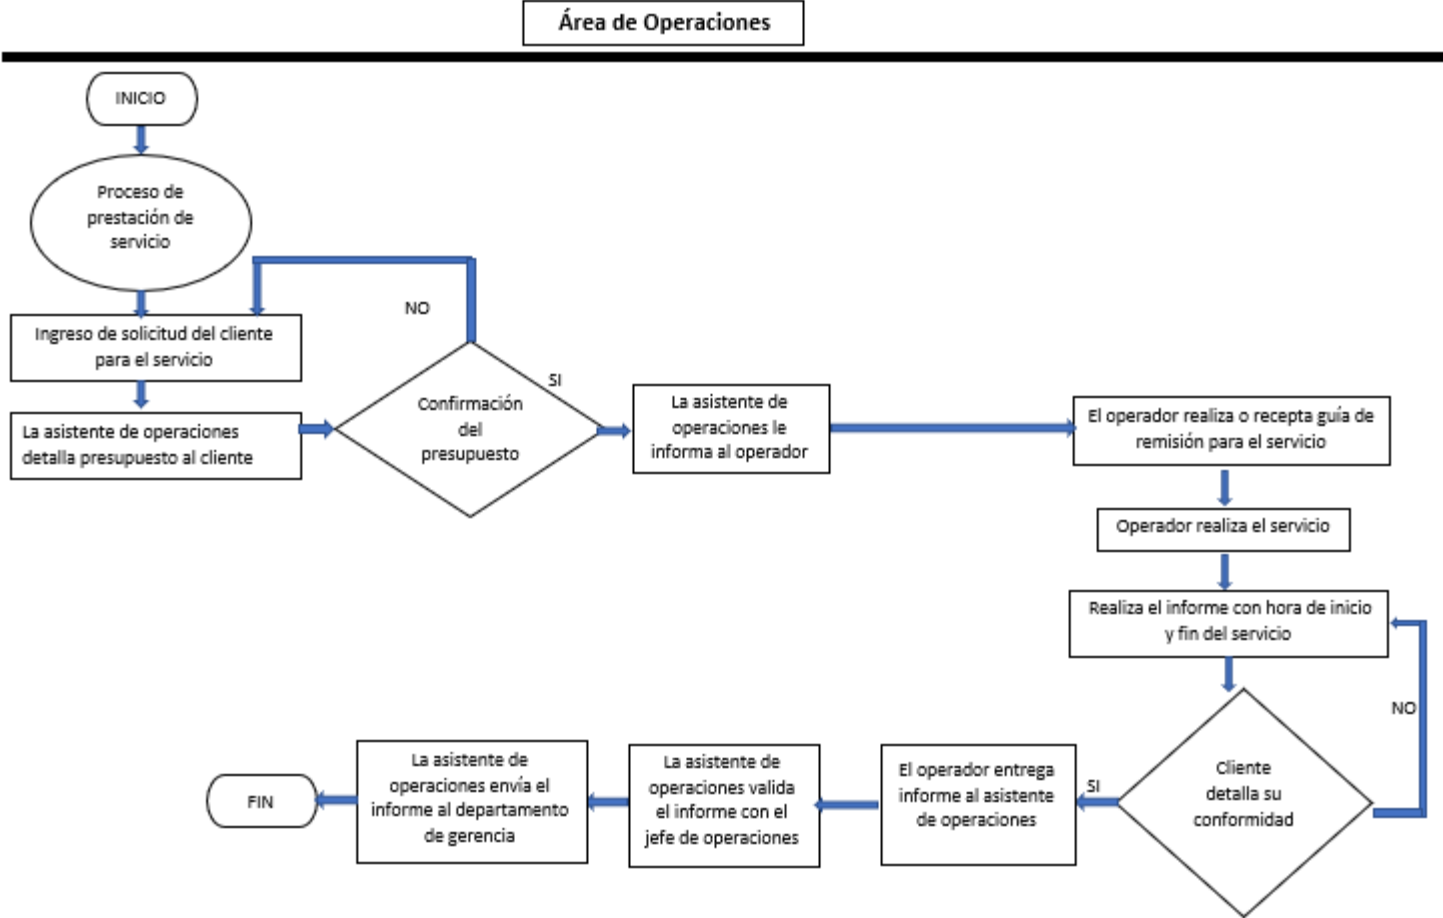 Área de Operaciones
INICIO
Proceso de
prestación de
servicio
NO
Ingreso de solicitud del cliente
para el servicio
La asistente de operaciones
detalla presupuesto al cliente
Confirmación
del
presupuesto
SI
La asistente de
operaciones le
informa al operador
El operador realiza o recepta guía de
remisión para el servicio
Operador realiza el servicio
Realiza el informe con hora de inicio
y fin del servicio
NO
Cliente
detalla su
conformidad
SI
El operador entrega
informe al asistente
de operaciones
La asistente de
operaciones valida
el informe con el
jefe de operaciones
La asistente de
operaciones envía el
informe al departamento
de gerencia
FIN